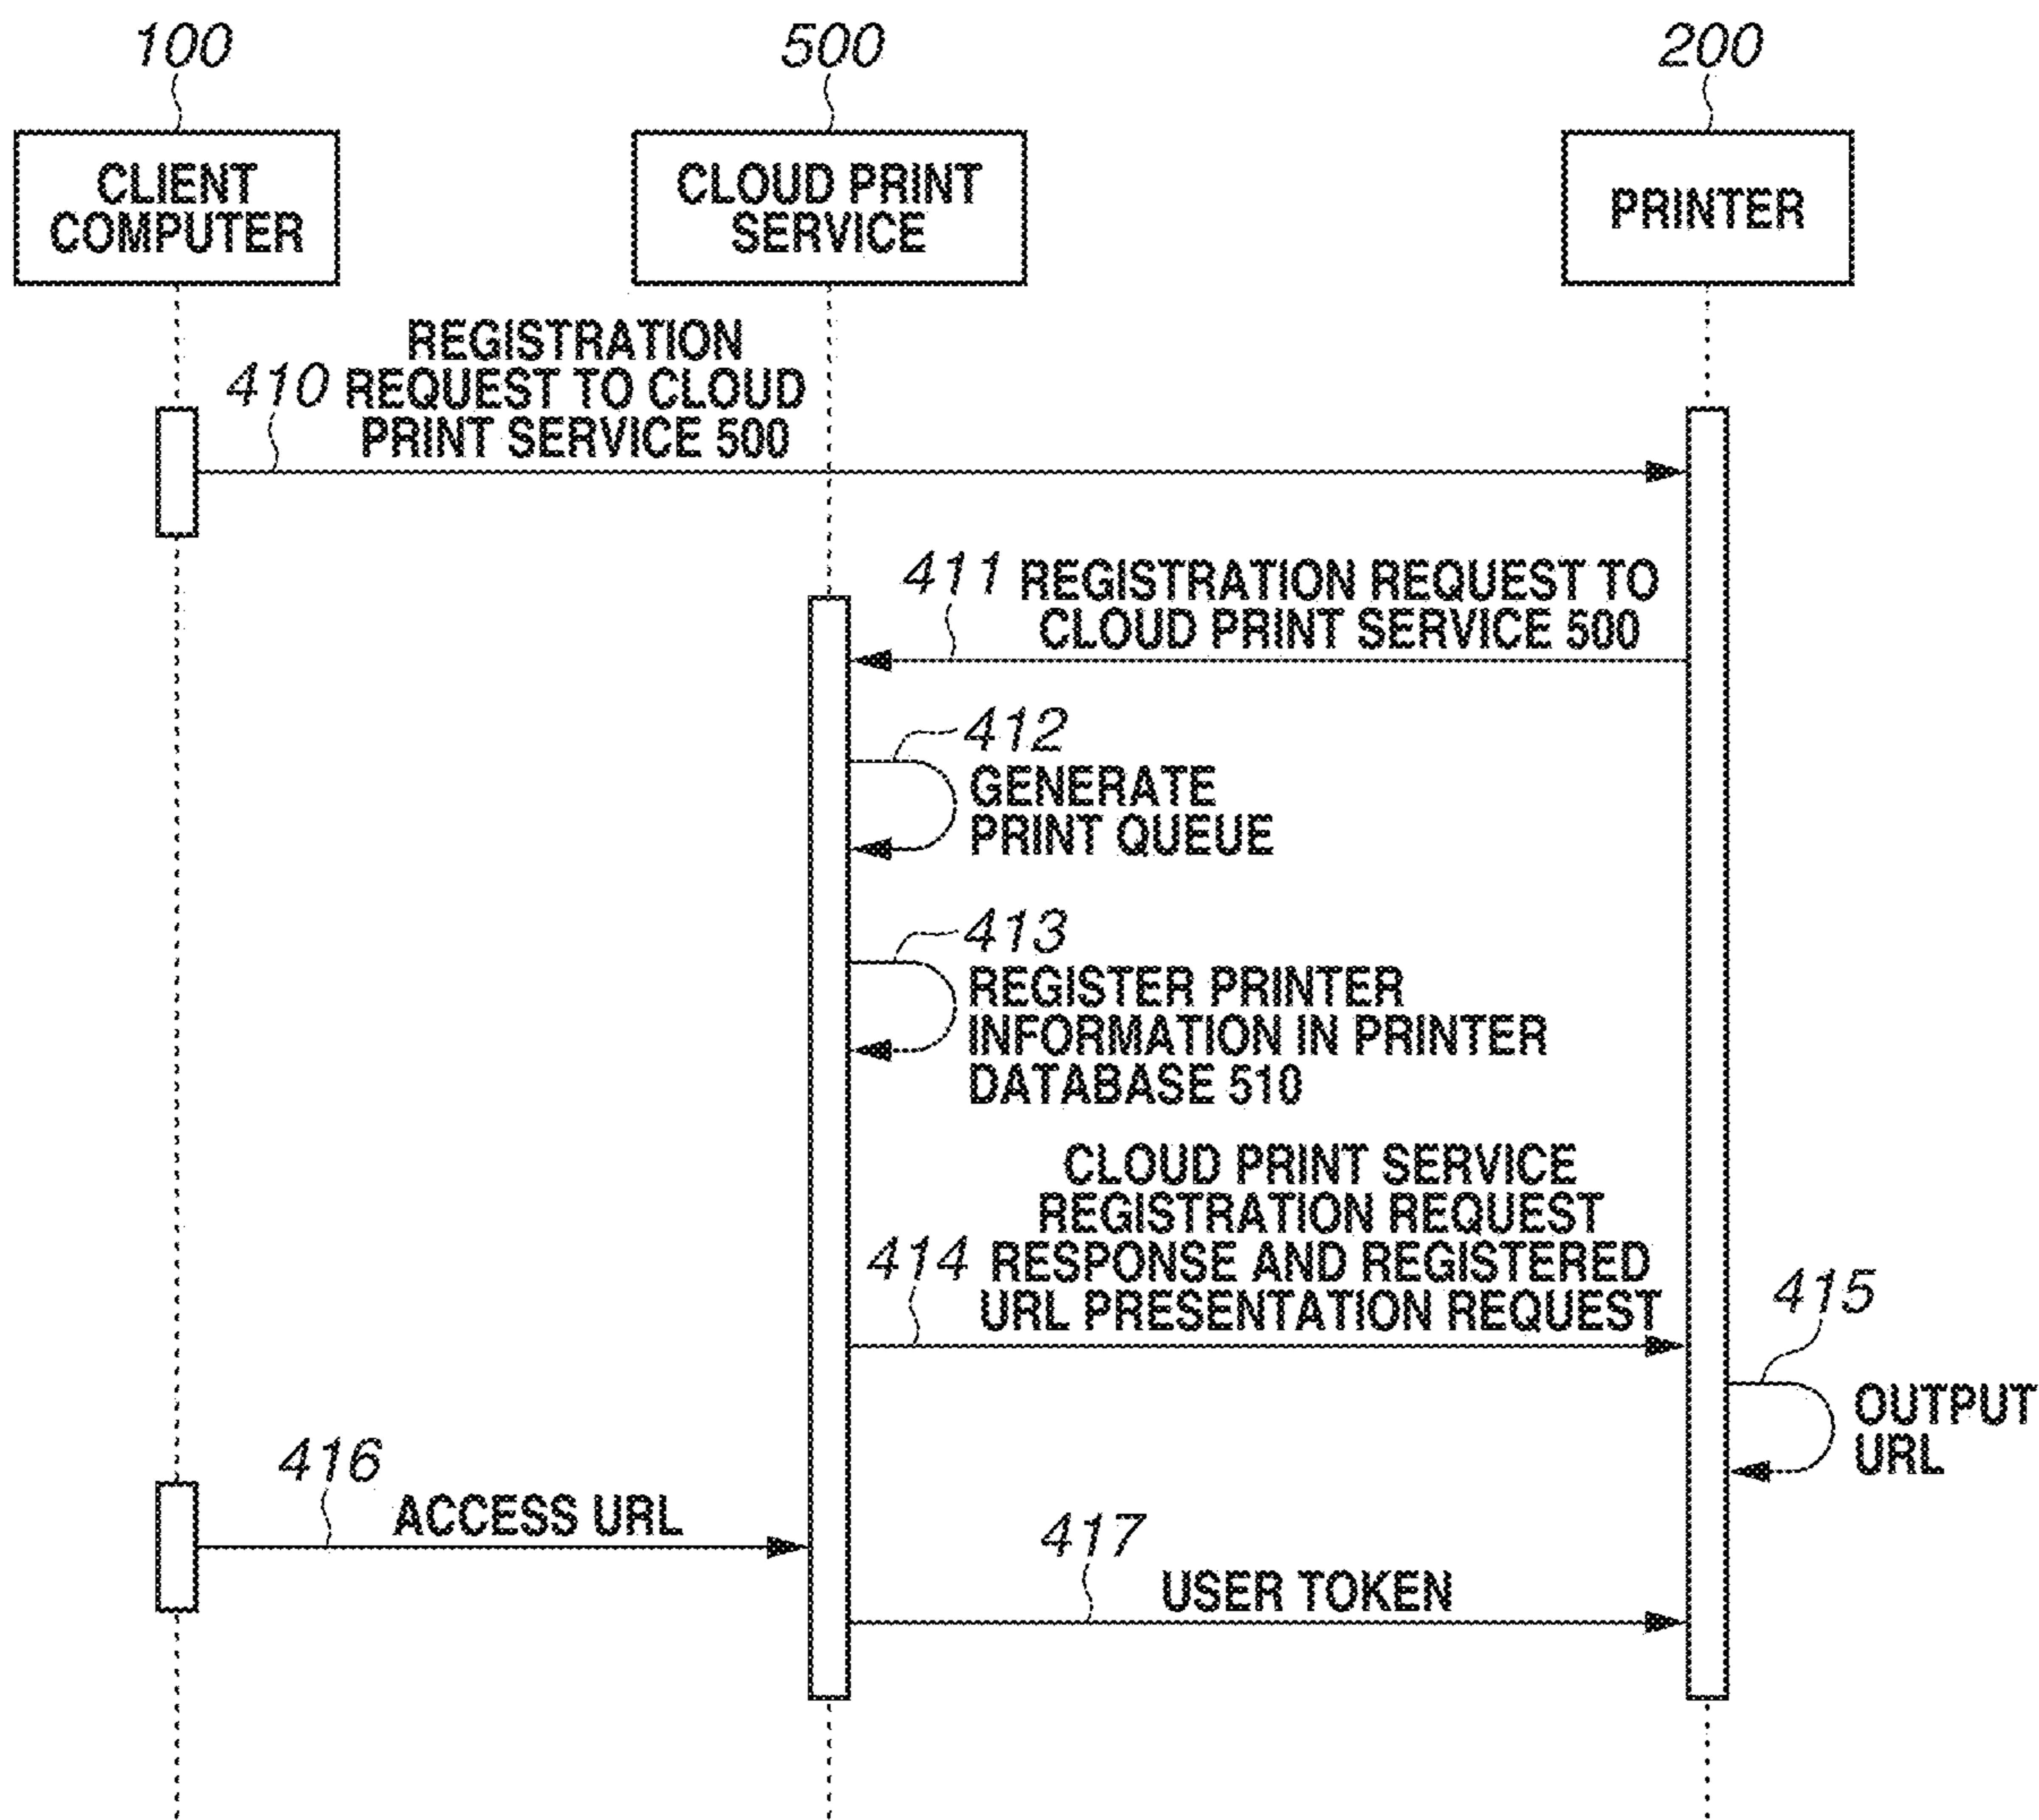 100
500
200
CLIENT
COMPUTER
CLOUD PRINT
SERVICE
PRINTER
REGISTRATION
410 REQUEST TO CLOUD
PRINT SERVICE 500
411 REGISTRATION REQUEST TO
CLOUD PRINT SERVICE 500
412
GENERATE
PRINT QUEUE
413
REGISTER PRINTER
INFORMATION IN PRINTER
DATABASE 510
CLOUD PRINT SERVICE
REGISTRATION REQUEST
414 RESPONSE AND REGISTERED
URL PRESENTATION REQUEST
415
OUTPUT
URL
416
ACCESS URL
417
USER TOKEN